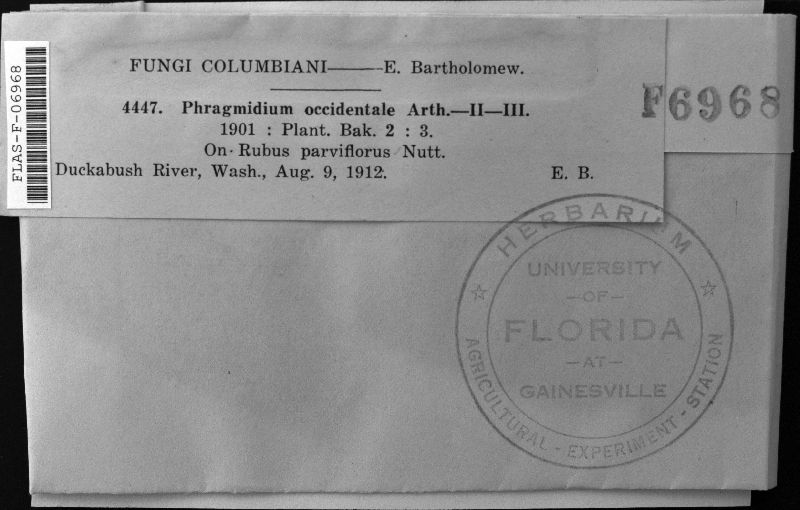 FUNGI COLUMBIANI——E. Bartholomew.
4447. Phragmidium occidentale Arth.—II—III.
1901 : Plant. Bak. 2 : 3.
On Rubus parviflorus Nutt.
Duckabush River, Wash., Aug. 9, 1912. E. B.
FLAS-F-06968
F6968
HERBARIUM
UNIVERSITY
—OF—
FLORIDA
—AT—
GAINESVILLE
AGRICULTURAL - EXPERIMENT - STATION